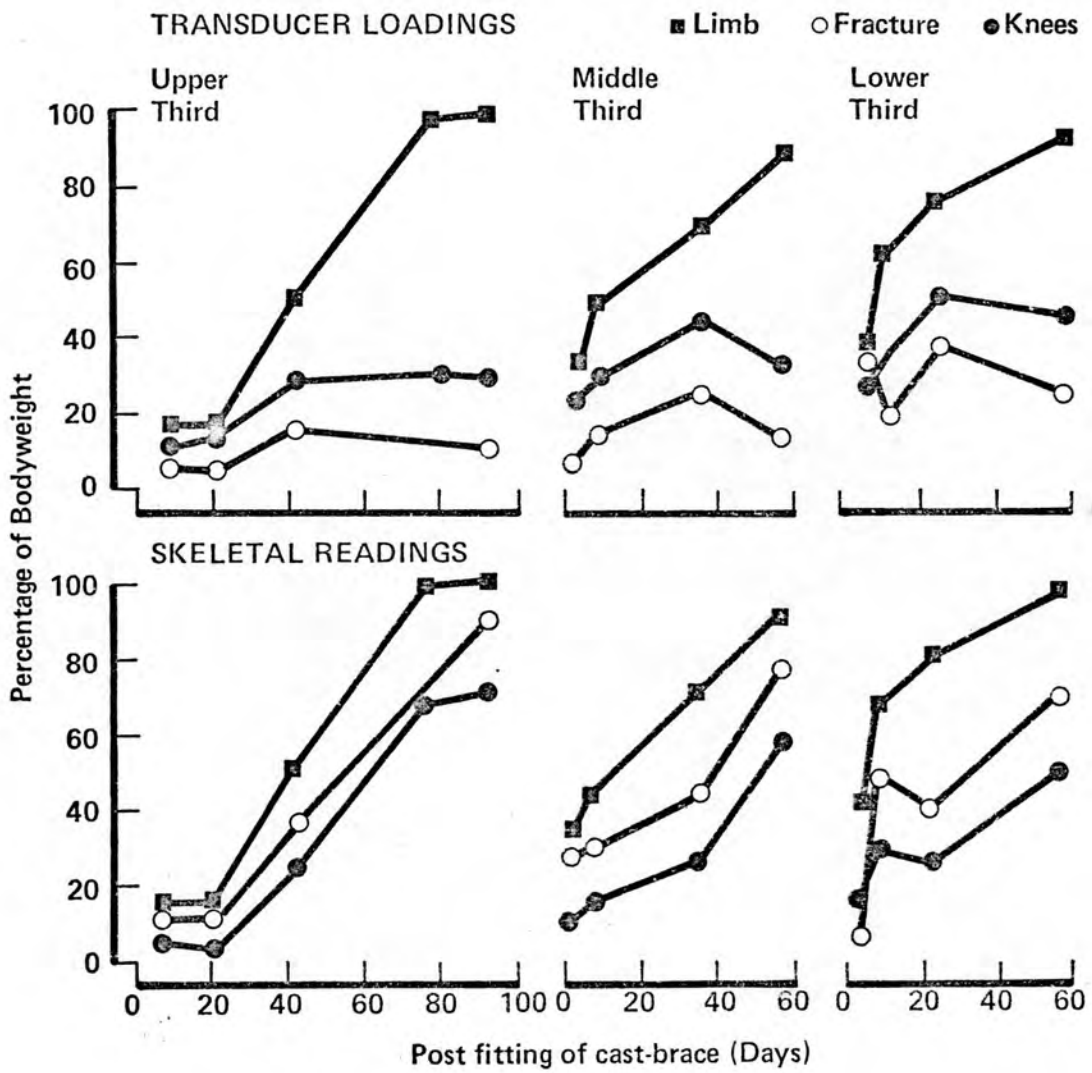 TRANSDUCER LOADINGS
Limb Fracture Knees
Upper
Third
Middle
Third
Lower
Third
100
80
60
40
20
0
Percentage of Bodyweight
SKELETAL READINGS
100
80
60
40
20
0
0 20 40 60 80 100
0 20 40 60
0 20 40 60
Post fitting of cast-brace (Days)